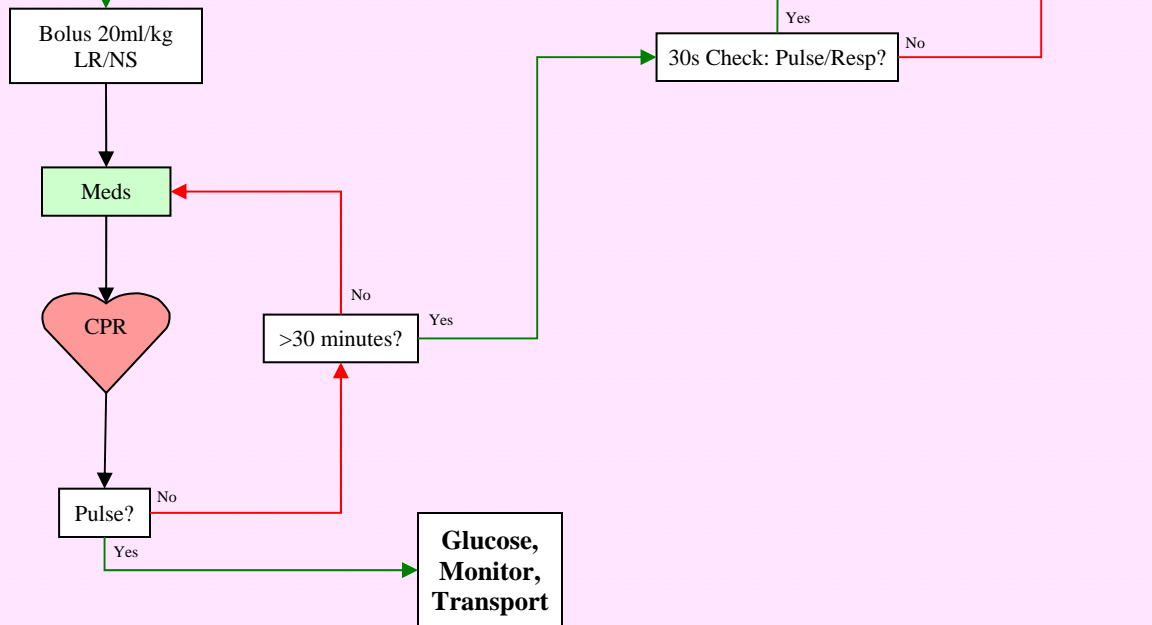 Bolus 20ml/kg
LR/NS
Yes
30s Check: Pulse/Resp?
No
Meds
No
CPR
>30 minutes?
Yes
Pulse?
No
Yes
Glucose,
Monitor,
Transport